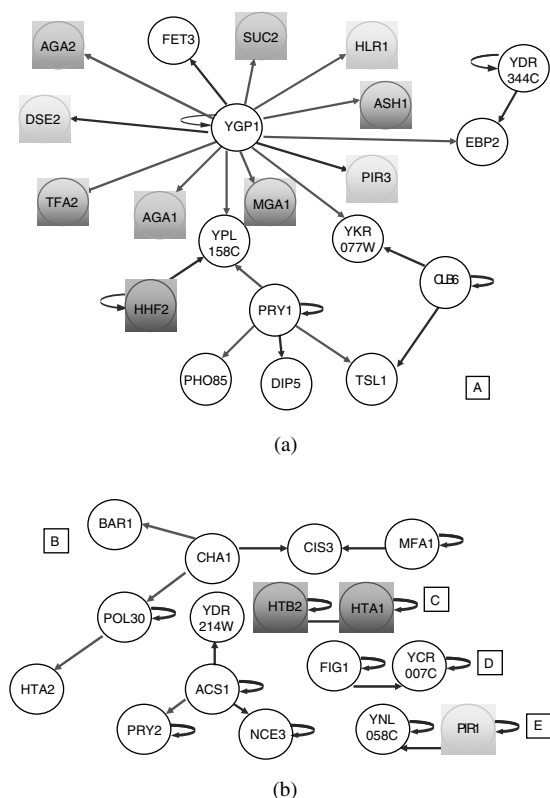 AGA2
FET3
SUC2
HLR1
YDR
344C
DSE2
YGP1
ASH1
EBP2
TFA2
AGA1
MGA1
PIR3
YPL
158C
YKR
077W
HHF2
PRY1
CLB6
PHO85
DIP5
TSL1
A
(a)
B
BAR1
CHA1
CIS3
MFA1
POL30
YDR
214W
HTB2
HTA1
C
HTA2
ACS1
FIG1
YCR
007C
D
PRY2
NCE3
YNL
058C
PIR1
E
(b)